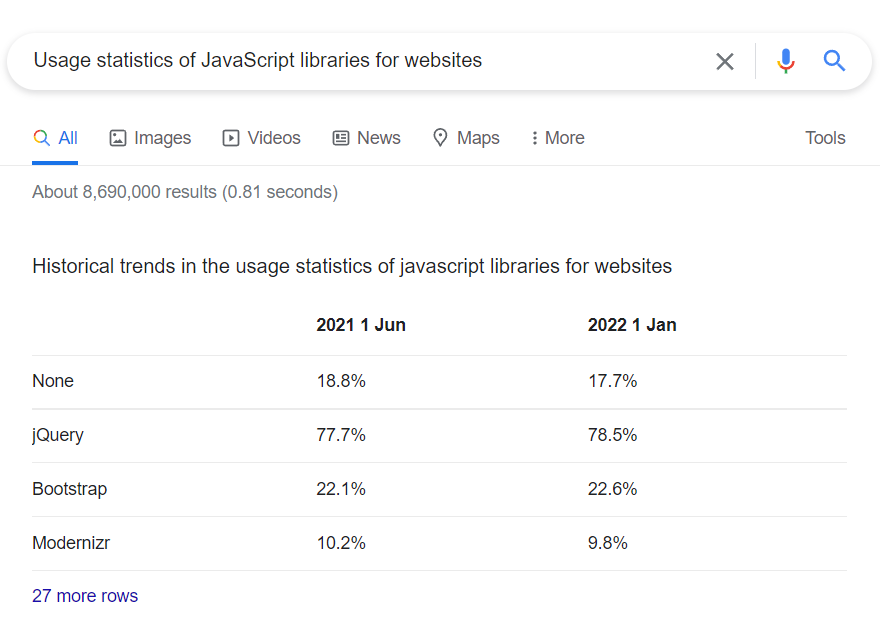 Usage statistics of JavaScript libraries for websites
All Images Videos News Maps More Tools
About 8,690,000 results (0.81 seconds)
Historical trends in the usage statistics of javascript libraries for websites
2021 1 Jun 2022 1 Jan
None 18.8% 17.7%
jQuery 77.7% 78.5%
Bootstrap 22.1% 22.6%
Modernizr 10.2% 9.8%
27 more rows